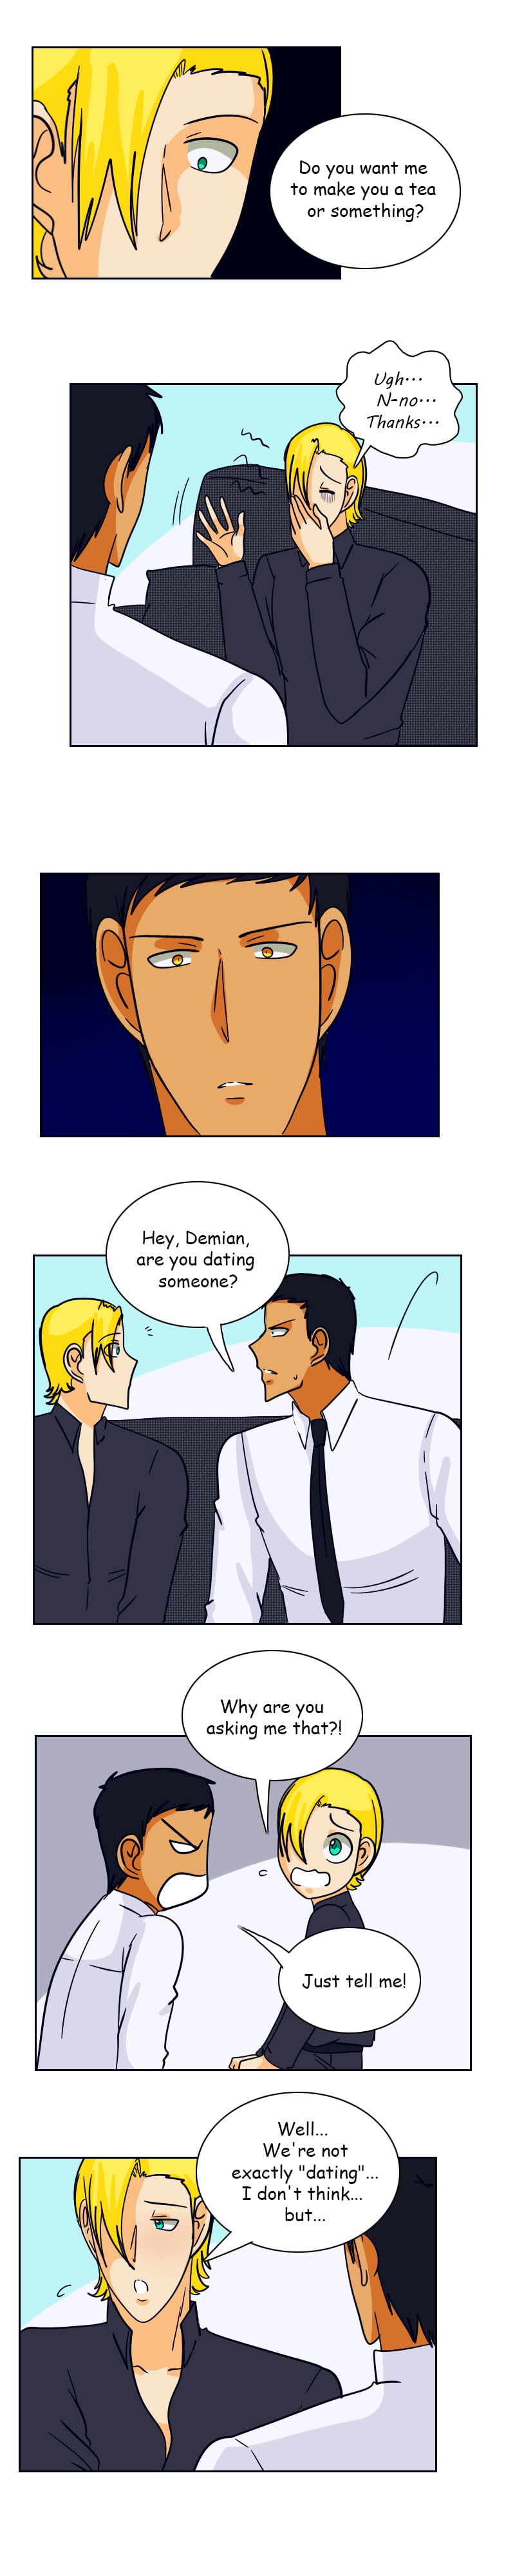 Do you want me
to make you a tea
or something?
Ugh...
N-no...
Thanks...
Hey, Demian,
are you dating
someone?
Why are you
asking me that?!
Just tell me!
Well...
We're not
exactly "dating"...
I don't think...
but...